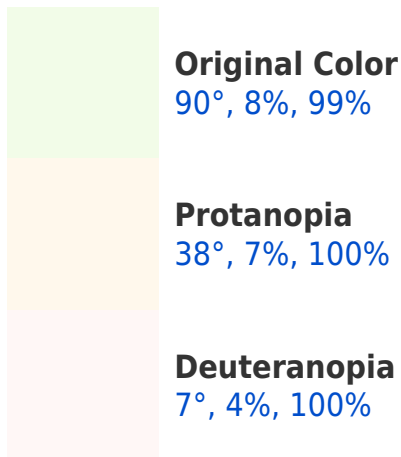 Original Color
90°, 8%, 99%
Protanopia
38°, 7%, 100%
Deuteranopia
7°, 4%, 100%